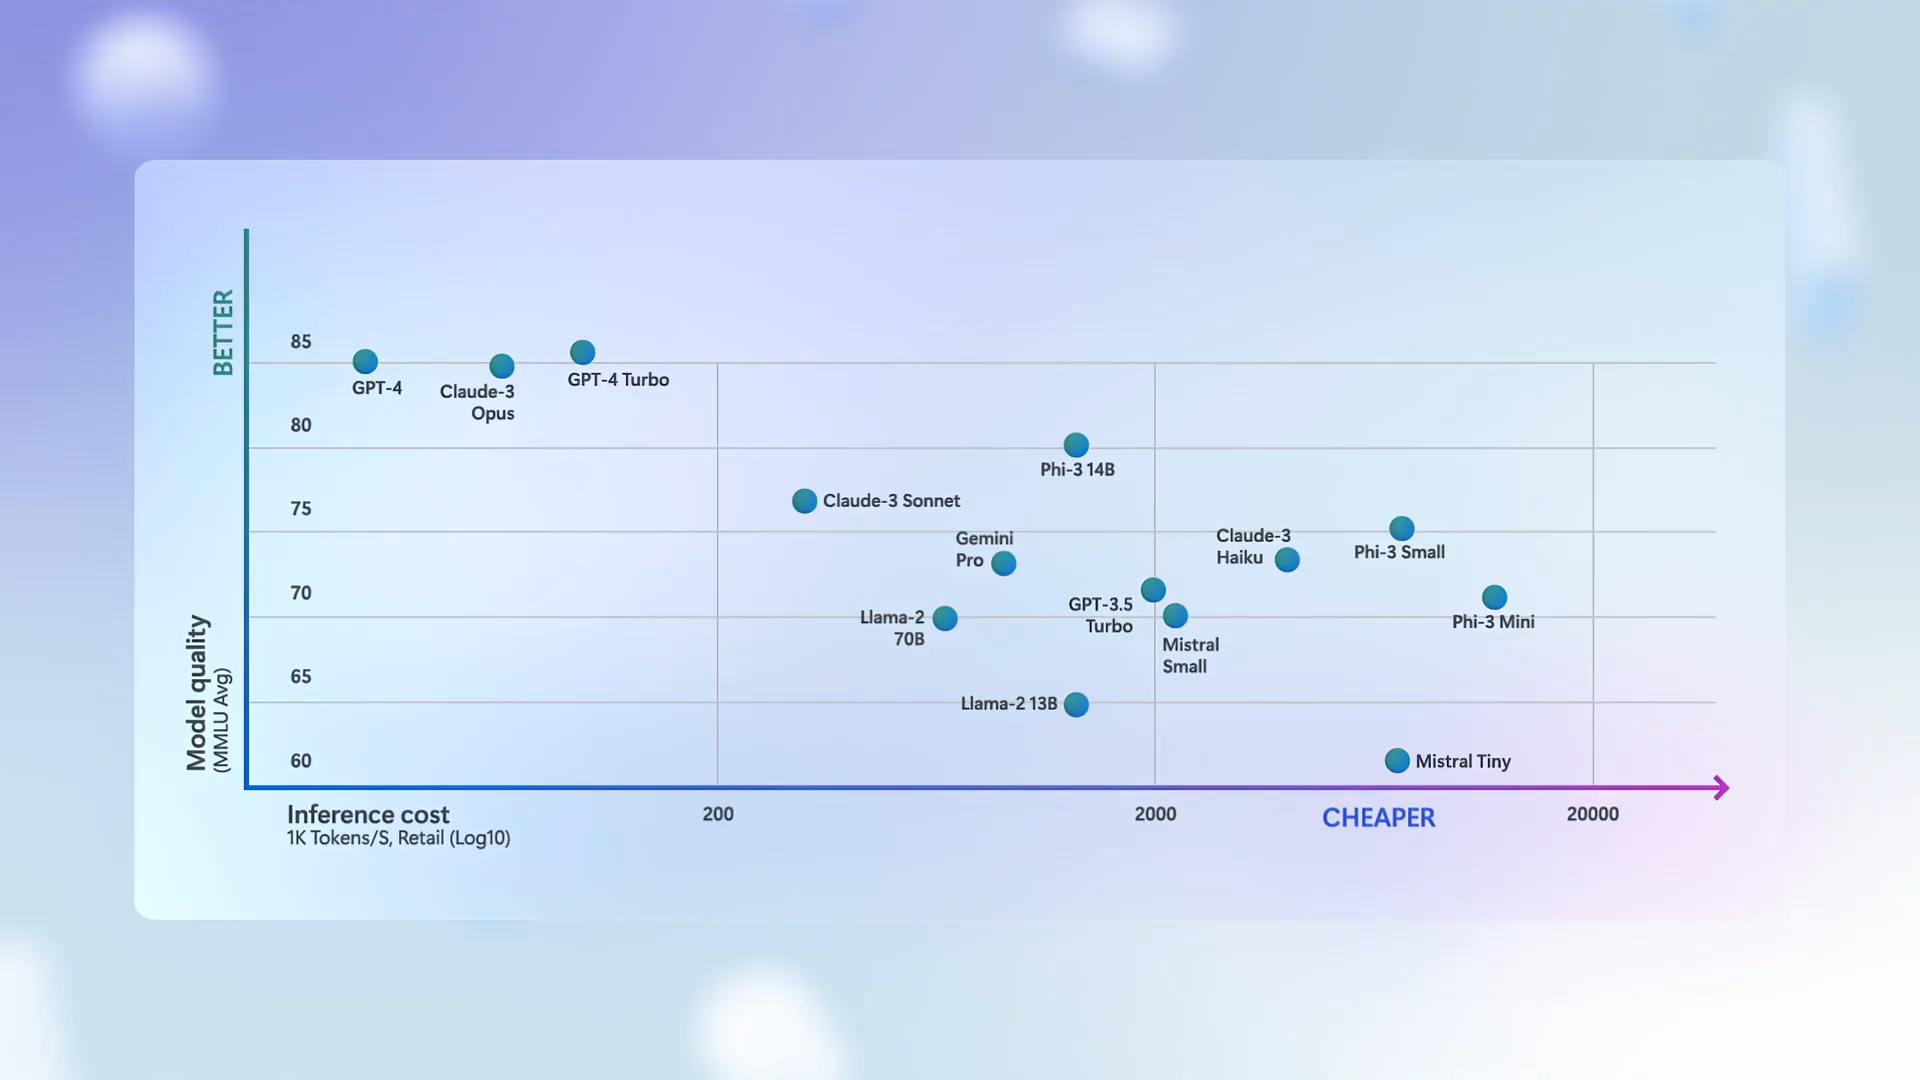 BETTER
85
GPT-4
Claude-3
Opus
GPT-4 Turbo
80
Phi-3 14B
75
Claude-3 Sonnet
Gemini
Pro
Claude-3
Haiku
Phi-3 Small
70
Llama-2
70B
GPT-3.5
Turbo
Mistral
Small
Phi-3 Mini
65
Llama-2 13B
Model quality
(MMLU Avg)
60
Mistral Tiny
Inference cost
1K Tokens/S, Retail (Log10)
200
2000
CHEAPER
20000